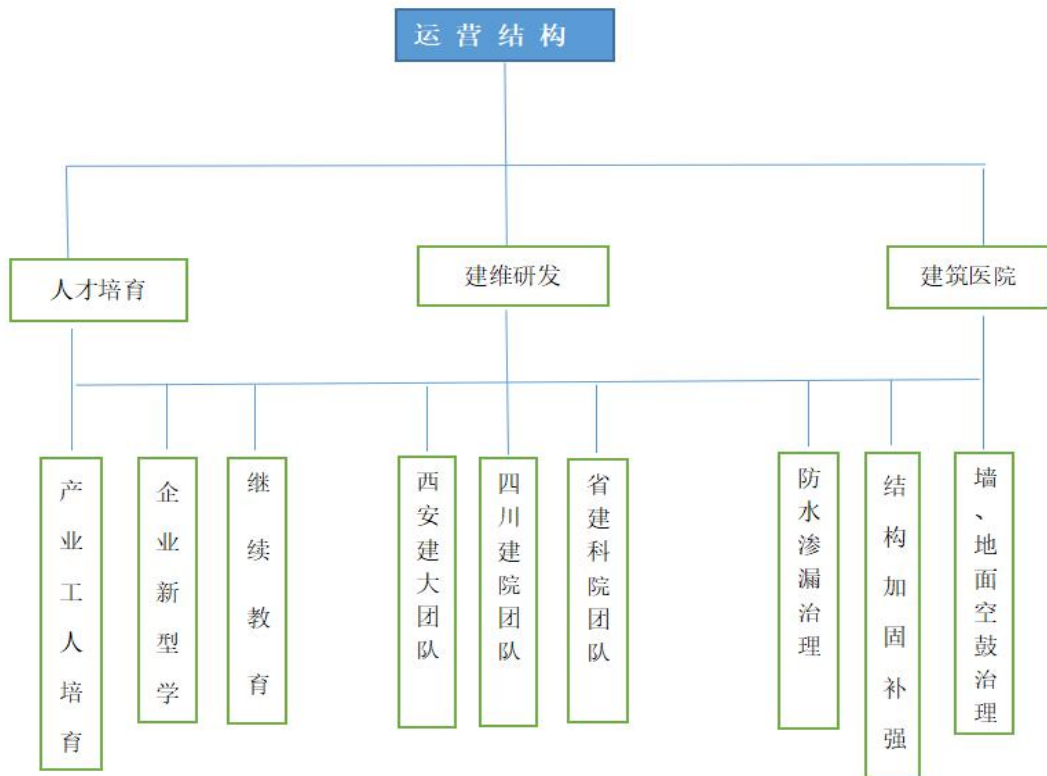 运营结构
人才培育
建维研发
建筑医院
产业工人培育
企业新型学
继续教育
西安建大团队
四川建院团队
省建科院团队
防水渗漏治理
结构加固补强
墙、地面空鼓治理